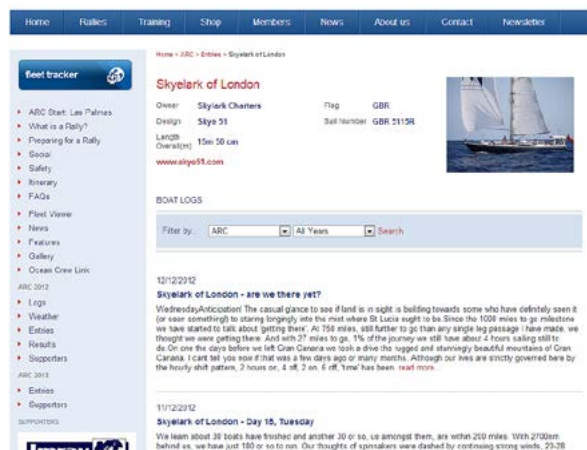 Home Rallies Training Shop Members News About us Contact Newsletter
Home > ARC > Entries > Skyelark of London
fleet tracker
Skyelark of London
Owner Skylark Charters Flag GBR
Design Skye 51 Sail Number GBR 5115R
Length
Overall(m) 15m 50 cm
www.skye51.com
ARC Start: Las Palmas
What is a Rally?
Preparing for a Rally
Social
Safety
Itinerary
FAQs
Fleet Viewer
News
Features
Gallery
Ocean Crew Link
ARC 2012
Logs
Weather
Entries
Results
Supporters
ARC 2013
Entries
Supporters
SUPPORTERS
BOAT LOGS
Filter by... ARC All Years Search
12/12/2012
Skyelark of London - are we there yet?
WednesdayAnticipation! The casual glance to see if land is in sight is building towards some who have definitely seen it
(or seen something!) to staring longingly into the mist where St Lucia ought to be.Since the 1000 miles to go milestone
we have started to talk about 'getting there'. At 758 miles, still further to go than any single leg passage I have made, we
thought we were getting there. And with 27 miles to go, 1% of the journey we still have about 4 hours sailing still to
do.On one the days before we left Gran Canaria we took a drive the rugged and stunningly beautiful mountains of Gran
Canaria. I cant tell you now if that was a few days ago or many months. Although our lives are strictly governed here by
the hourly shift pattern, 2 hours on, 4 off, 2 on, 6 off, 'time' has been read more...
11/12/2012
Skyelark of London - Day 16, Tuesday
We learn about 30 boats have finished and another 30 or so, us amongst them, are within 200 miles. With 2700nm
behind us, we have just 180 or so to run. Our thoughts of spinnakers were dashed by continuing strong winds, 23-28